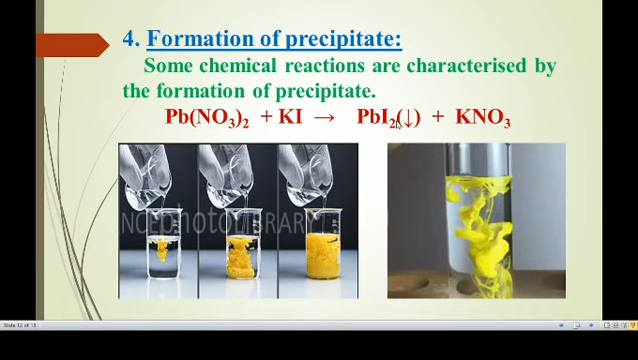 4. Formation of precipitate:
Some chemical reactions are characterised by
the formation of precipitate.
Pb(NO₃)₂ + KI → PbI₂(↓) + KNO₃
NCEphotoLIBRARY
Slide 12 of 15